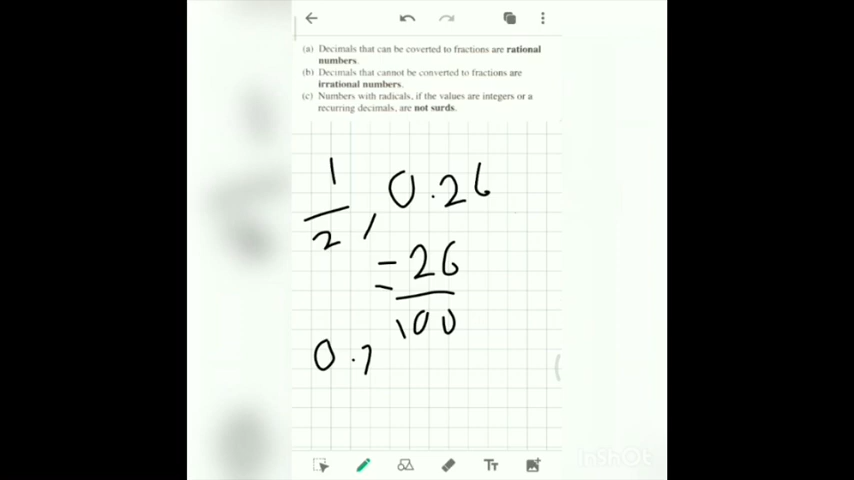 (a) Decimals that can be coverted to fractions are rational
numbers.
(b) Decimals that cannot be converted to fractions are
irrational numbers.
(c) Numbers with radicals, if the values are integers or a
recurring decimals, are not surds.
1/2, 0.26
= 26/100
0.7
Tт
InShOt